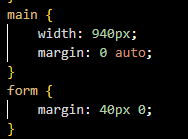 main {
    width: 940px;
    margin: 0 auto;
}
form {
    margin: 40px 0;
}